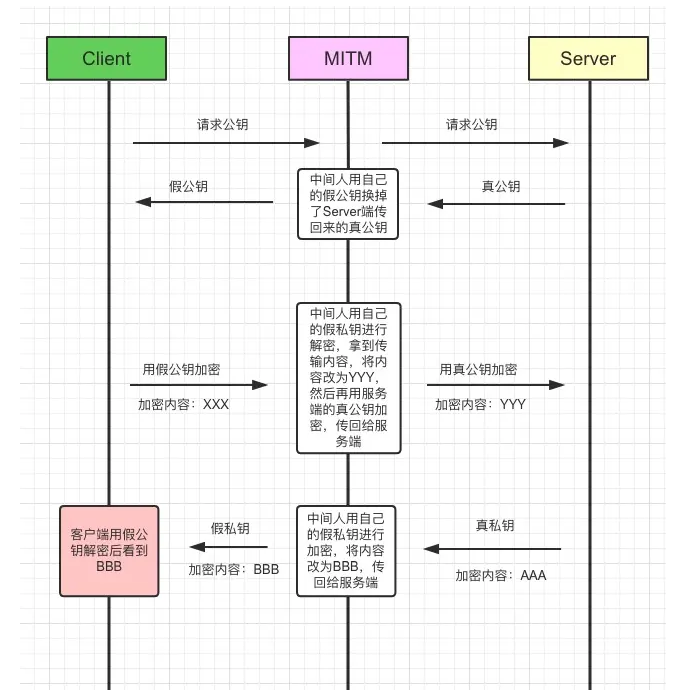 Client
MITM
Server
请求公钥
请求公钥
假公钥
中间人用自己
的假公钥换掉
了Server端传
回来的真公钥
真公钥
中间人用自己
的假私钥进行
解密，拿到传
输内容，将内
容改为YYY，
然后再用服务
端的真公钥加
密，传回给服
务端
用假公钥加密
加密内容：XXX
用真公钥加密
加密内容：YYY
客户端用假公
钥解密后看到
BBB
假私钥
加密内容：BBB
中间人用自己
的假私钥进行
加密，将内容
改为BBB，传
回给服务端
真私钥
加密内容：AAA